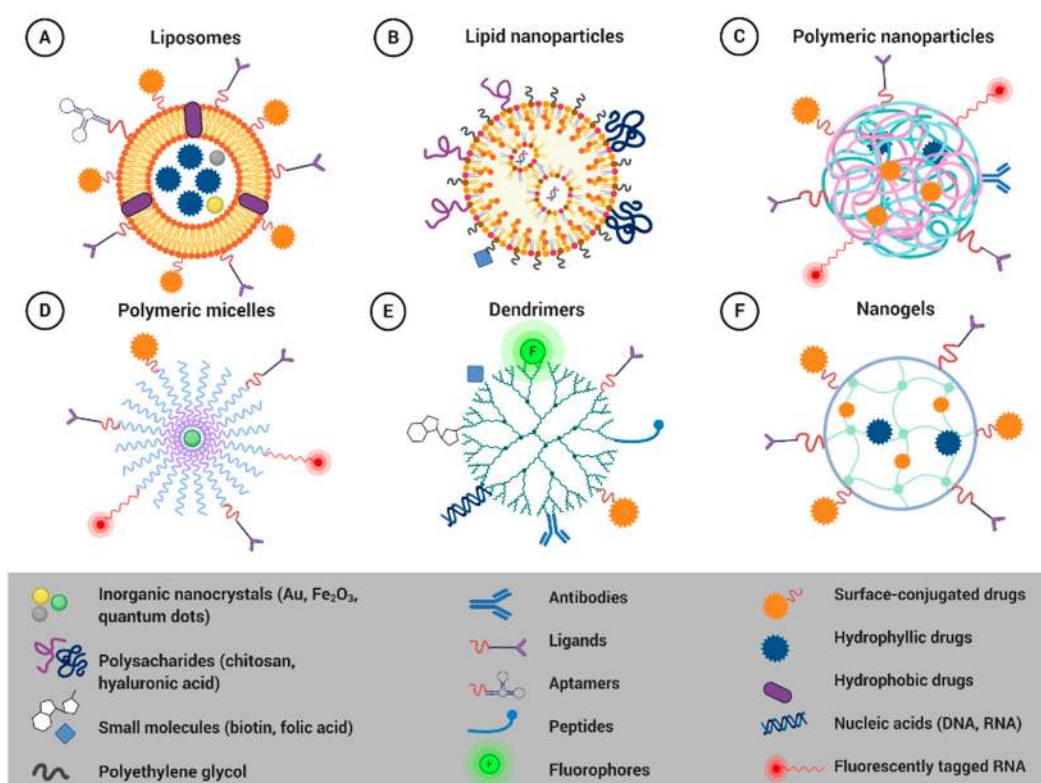 A
Liposomes
B
Lipid nanoparticles
C
Polymeric nanoparticles
D
Polymeric micelles
E
Dendrimers
F
Nanogels
F
Inorganic nanocrystals (Au, Fe₂O₃,
quantum dots)
Polysacharides (chitosan,
hyaluronic acid)
Small molecules (biotin, folic acid)
Polyethylene glycol
Antibodies
Ligands
Aptamers
Peptides
F
Fluorophores
Surface-conjugated drugs
Hydrophyllic drugs
Hydrophobic drugs
Nucleic acids (DNA, RNA)
Fluorescently tagged RNA